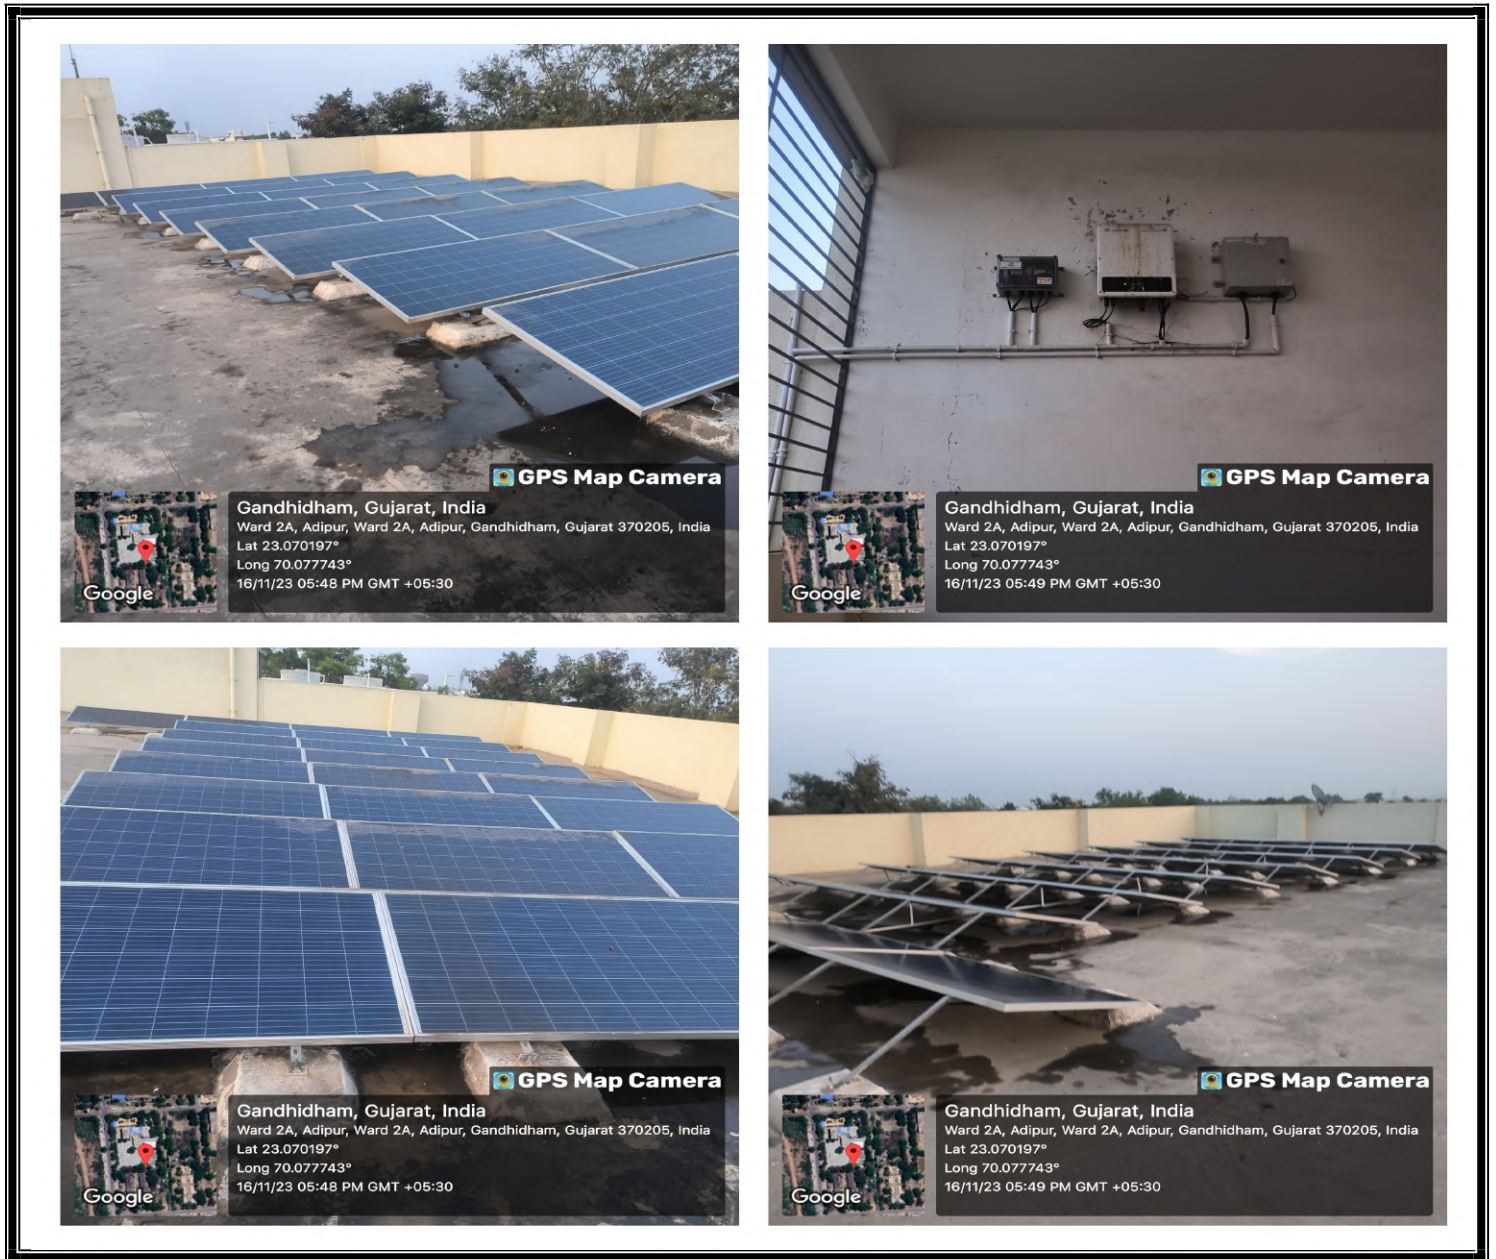 GPS Map Camera
Gandhidham, Gujarat, India
Ward 2A, Adipur, Ward 2A, Adipur, Gandhidham, Gujarat 370205, India
Lat 23.070197°
Long 70.077743°
16/11/23 05:48 PM GMT +05:30
Google
GPS Map Camera
Gandhidham, Gujarat, India
Ward 2A, Adipur, Ward 2A, Adipur, Gandhidham, Gujarat 370205, India
Lat 23.070197°
Long 70.077743°
16/11/23 05:49 PM GMT +05:30
Google
GPS Map Camera
Gandhidham, Gujarat, India
Ward 2A, Adipur, Ward 2A, Adipur, Gandhidham, Gujarat 370205, India
Lat 23.070197°
Long 70.077743°
16/11/23 05:48 PM GMT +05:30
Google
GPS Map Camera
Gandhidham, Gujarat, India
Ward 2A, Adipur, Ward 2A, Adipur, Gandhidham, Gujarat 370205, India
Lat 23.070197°
Long 70.077743°
16/11/23 05:49 PM GMT +05:30
Google